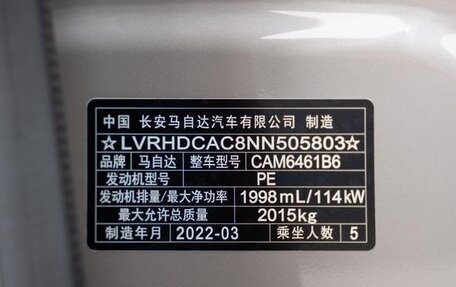 中国 长安马自达汽车有限公司 制造
☆LVRHDCAC8NN505803☆
品牌 马自达 整车型号 CAM6461B6
发动机型号 PE
发动机排量/最大净功率 1998mL/114kW
最大允许总质量 2015kg
制造年月 2022-03 乘坐人数 5